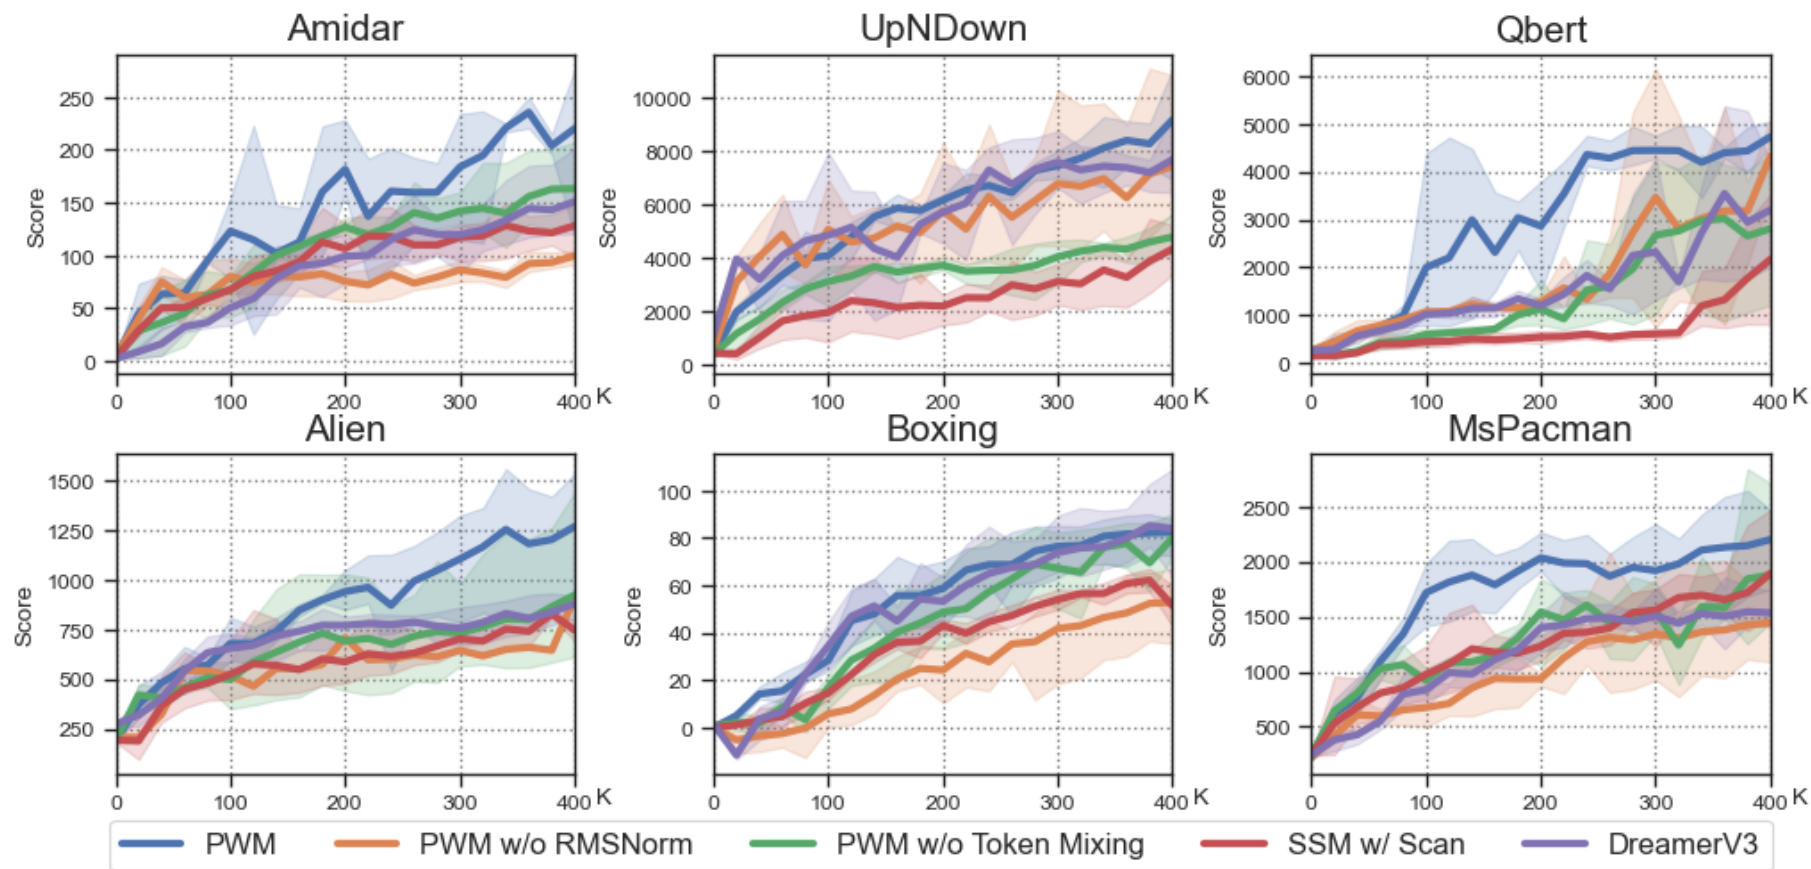 Amidar
UpNDown
Qbert
250
200
150
100
50
0
Score
0 100 200 300 400 K
10000
8000
6000
4000
2000
0
Score
0 100 200 300 400 K
6000
5000
4000
3000
2000
1000
0
Score
0 100 200 300 400 K
Alien
Boxing
MsPacman
1500
1250
1000
750
500
250
Score
0 100 200 300 400 K
100
80
60
40
20
0
Score
0 100 200 300 400 K
2500
2000
1500
1000
500
Score
0 100 200 300 400 K
PWM PWM w/o RMSNorm PWM w/o Token Mixing SSM w/ Scan DreamerV3